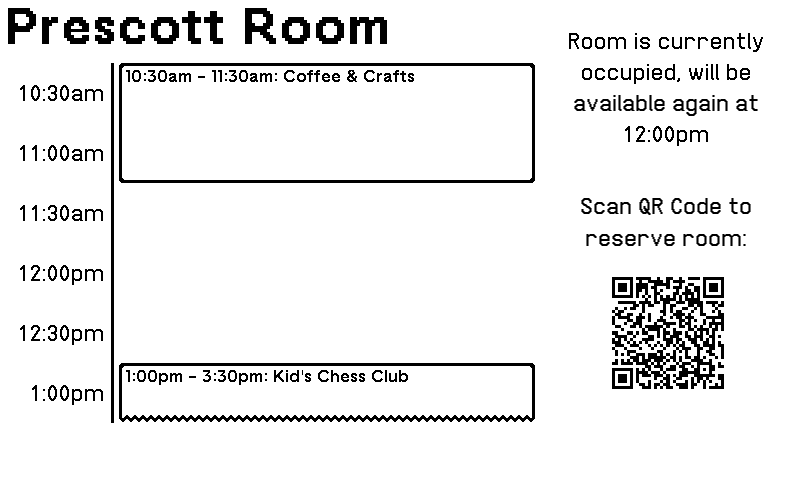 Prescott Room
10:30am
11:00am
11:30am
12:00pm
12:30pm
1:00pm
10:30am - 11:30am: Coffee & Crafts
1:00pm - 3:30pm: Kid's Chess Club
Room is currently
occupied, will be
available again at
12:00pm
Scan QR Code to
reserve room: